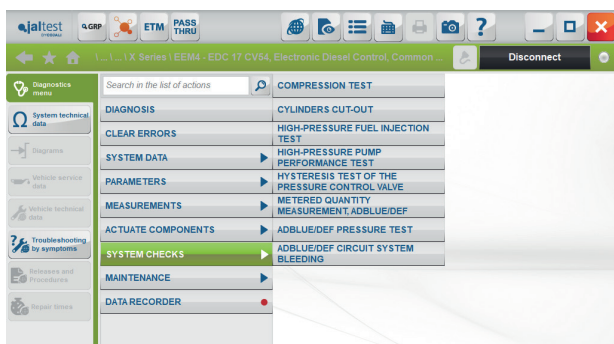 jaltest
GRP
ETM
PASS
THRU
\...\...\ X Series \ EEM4 - EDC 17 CV54, Electronic Diesel Control, Common ...
Disconnect
Diagnostics
menu
System technical
data
Diagrams
Vehicle service
data
Vehicle technical
data
Troubleshooting
by symptoms
Releases and
Procedures
Repair times
Search in the list of actions
DIAGNOSIS
CLEAR ERRORS
SYSTEM DATA
PARAMETERS
MEASUREMENTS
ACTUATE COMPONENTS
SYSTEM CHECKS
MAINTENANCE
DATA RECORDER
COMPRESSION TEST
CYLINDERS CUT-OUT
HIGH-PRESSURE FUEL INJECTION
TEST
HIGH-PRESSURE PUMP
PERFORMANCE TEST
HYSTERESIS TEST OF THE
PRESSURE CONTROL VALVE
METERED QUANTITY
MEASUREMENT, ADBLUE/DEF
ADBLUE/DEF PRESSURE TEST
ADBLUE/DEF CIRCUIT SYSTEM
BLEEDING